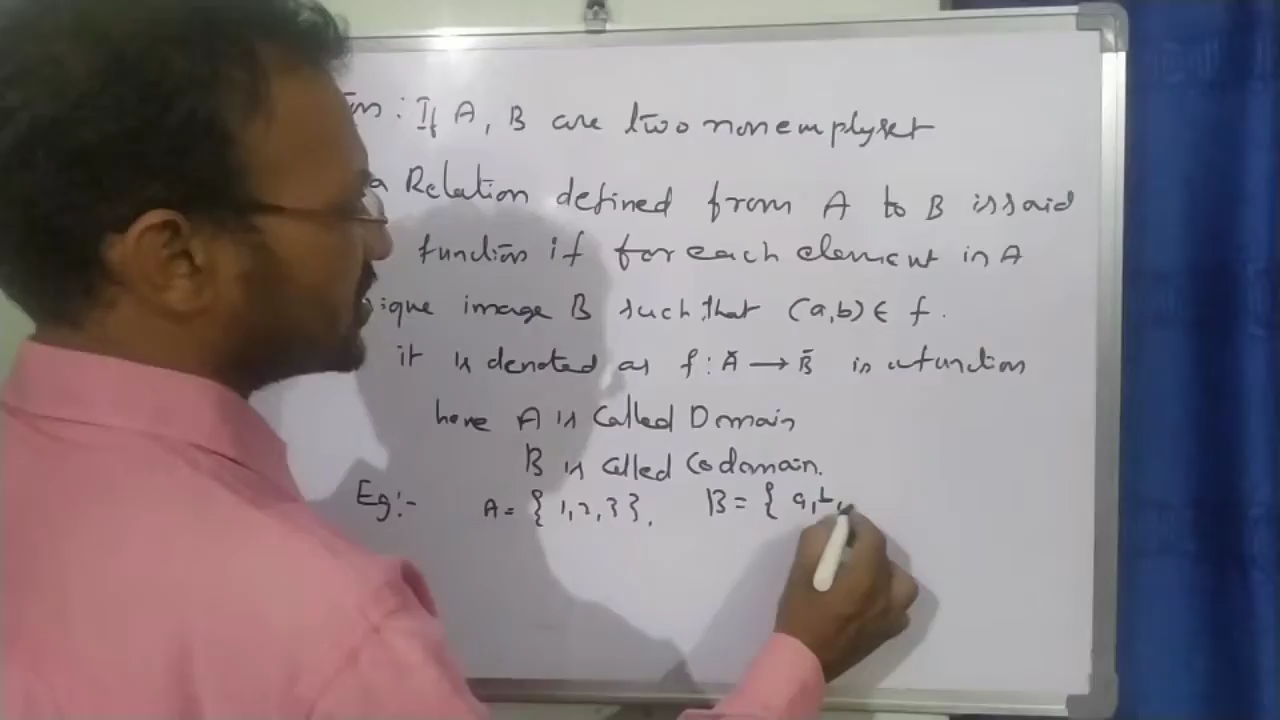 : If A, B are two nonemplyset
a Relation defined from A to B is said
function if for each element in A
ique image B such that (a,b) ∈ f.
it is denoted as f : A → B is a function
here A is called Domain
B is called Codomain.
Eg:- A = { 1,2,3 }, B = { a, b,